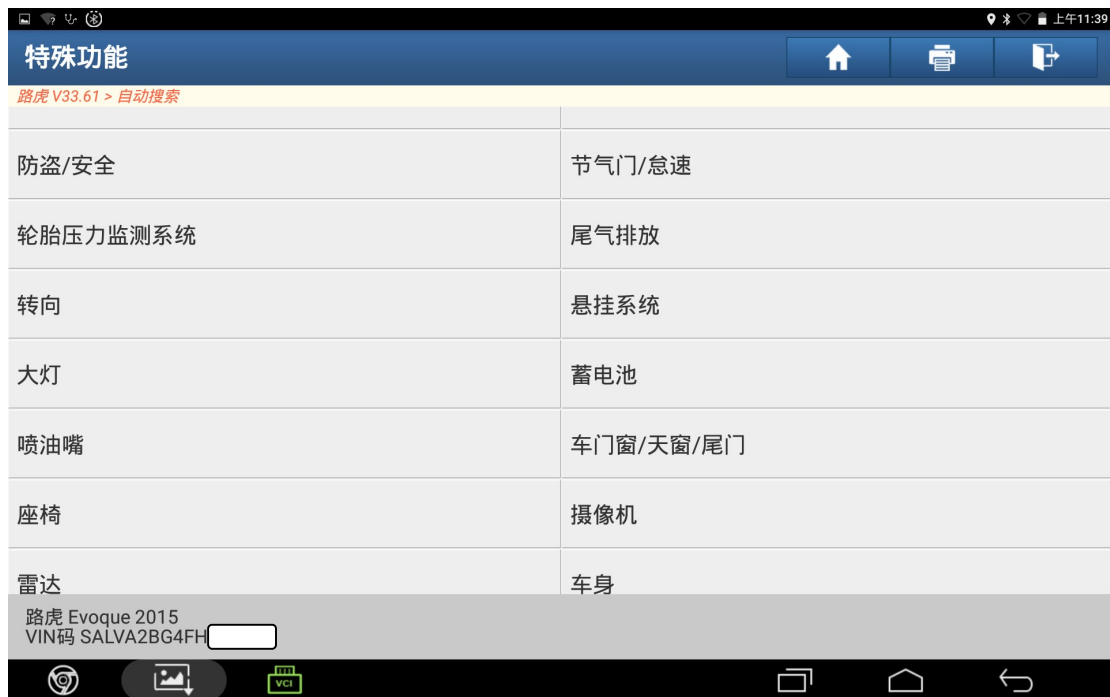 上午11:39
特殊功能
路虎 V33.61 > 自动搜索
防盗/安全
节气门/怠速
轮胎压力监测系统
尾气排放
转向
悬挂系统
大灯
蓄电池
喷油嘴
车门窗/天窗/尾门
座椅
摄像机
雷达
车身
路虎 Evoque 2015
VIN码 SALVA2BG4FH
VCI